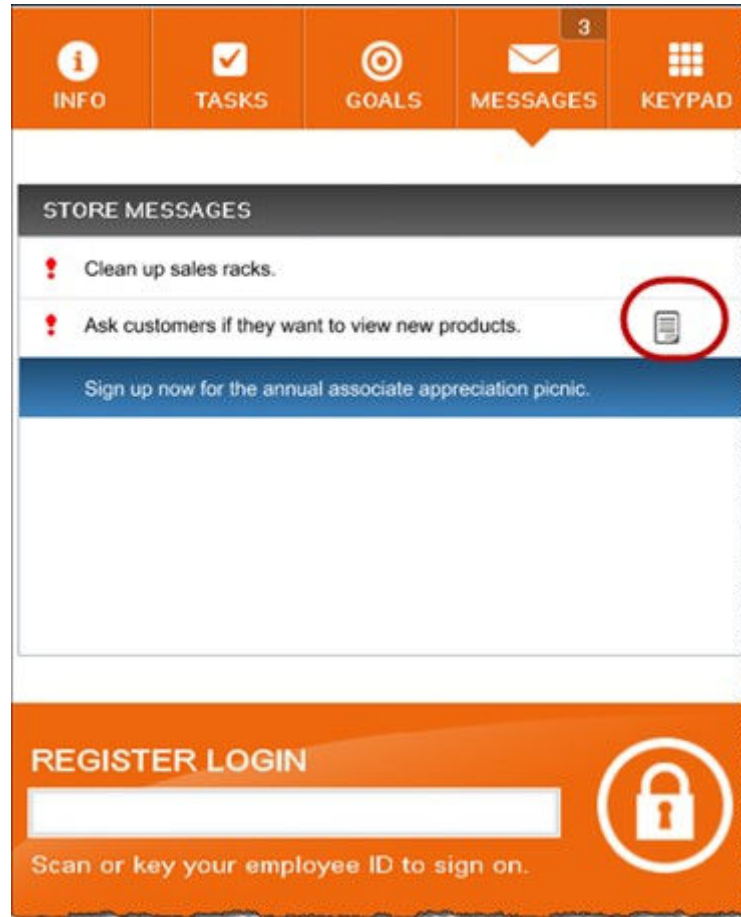 3
INFO
TASKS
GOALS
MESSAGES
KEYPAD
STORE MESSAGES
Clean up sales racks.
Ask customers if they want to view new products.
Sign up now for the annual associate appreciation picnic.
REGISTER LOGIN
Scan or key your employee ID to sign on.